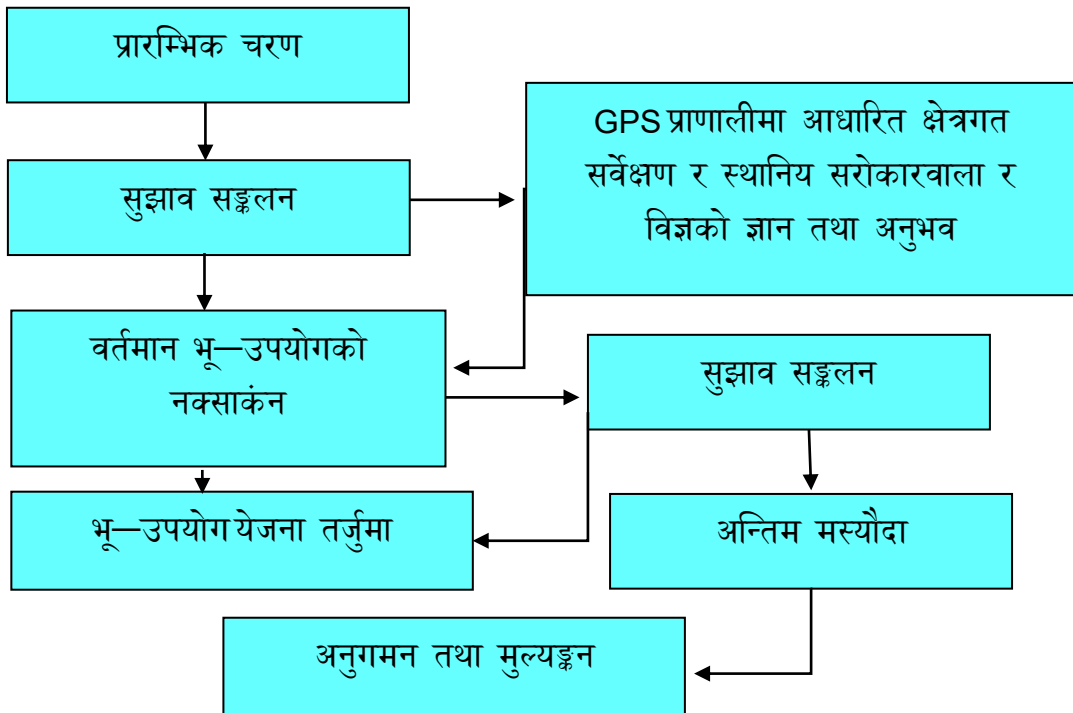 प्रारम्भिक चरण
GPS प्राणालीमा आधारित क्षेत्रगत
सर्वेक्षण र स्थानिय सरोकारवाला र
विज्ञको ज्ञान तथा अनुभव
सुझाव सङ्कलन
वर्तमान भू—उपयोगको
नक्साकंन
सुझाव सङ्कलन
भू—उपयोग येजना तर्जुमा
अन्तिम मस्यौदा
अनुगमन तथा मुल्यङ्कन